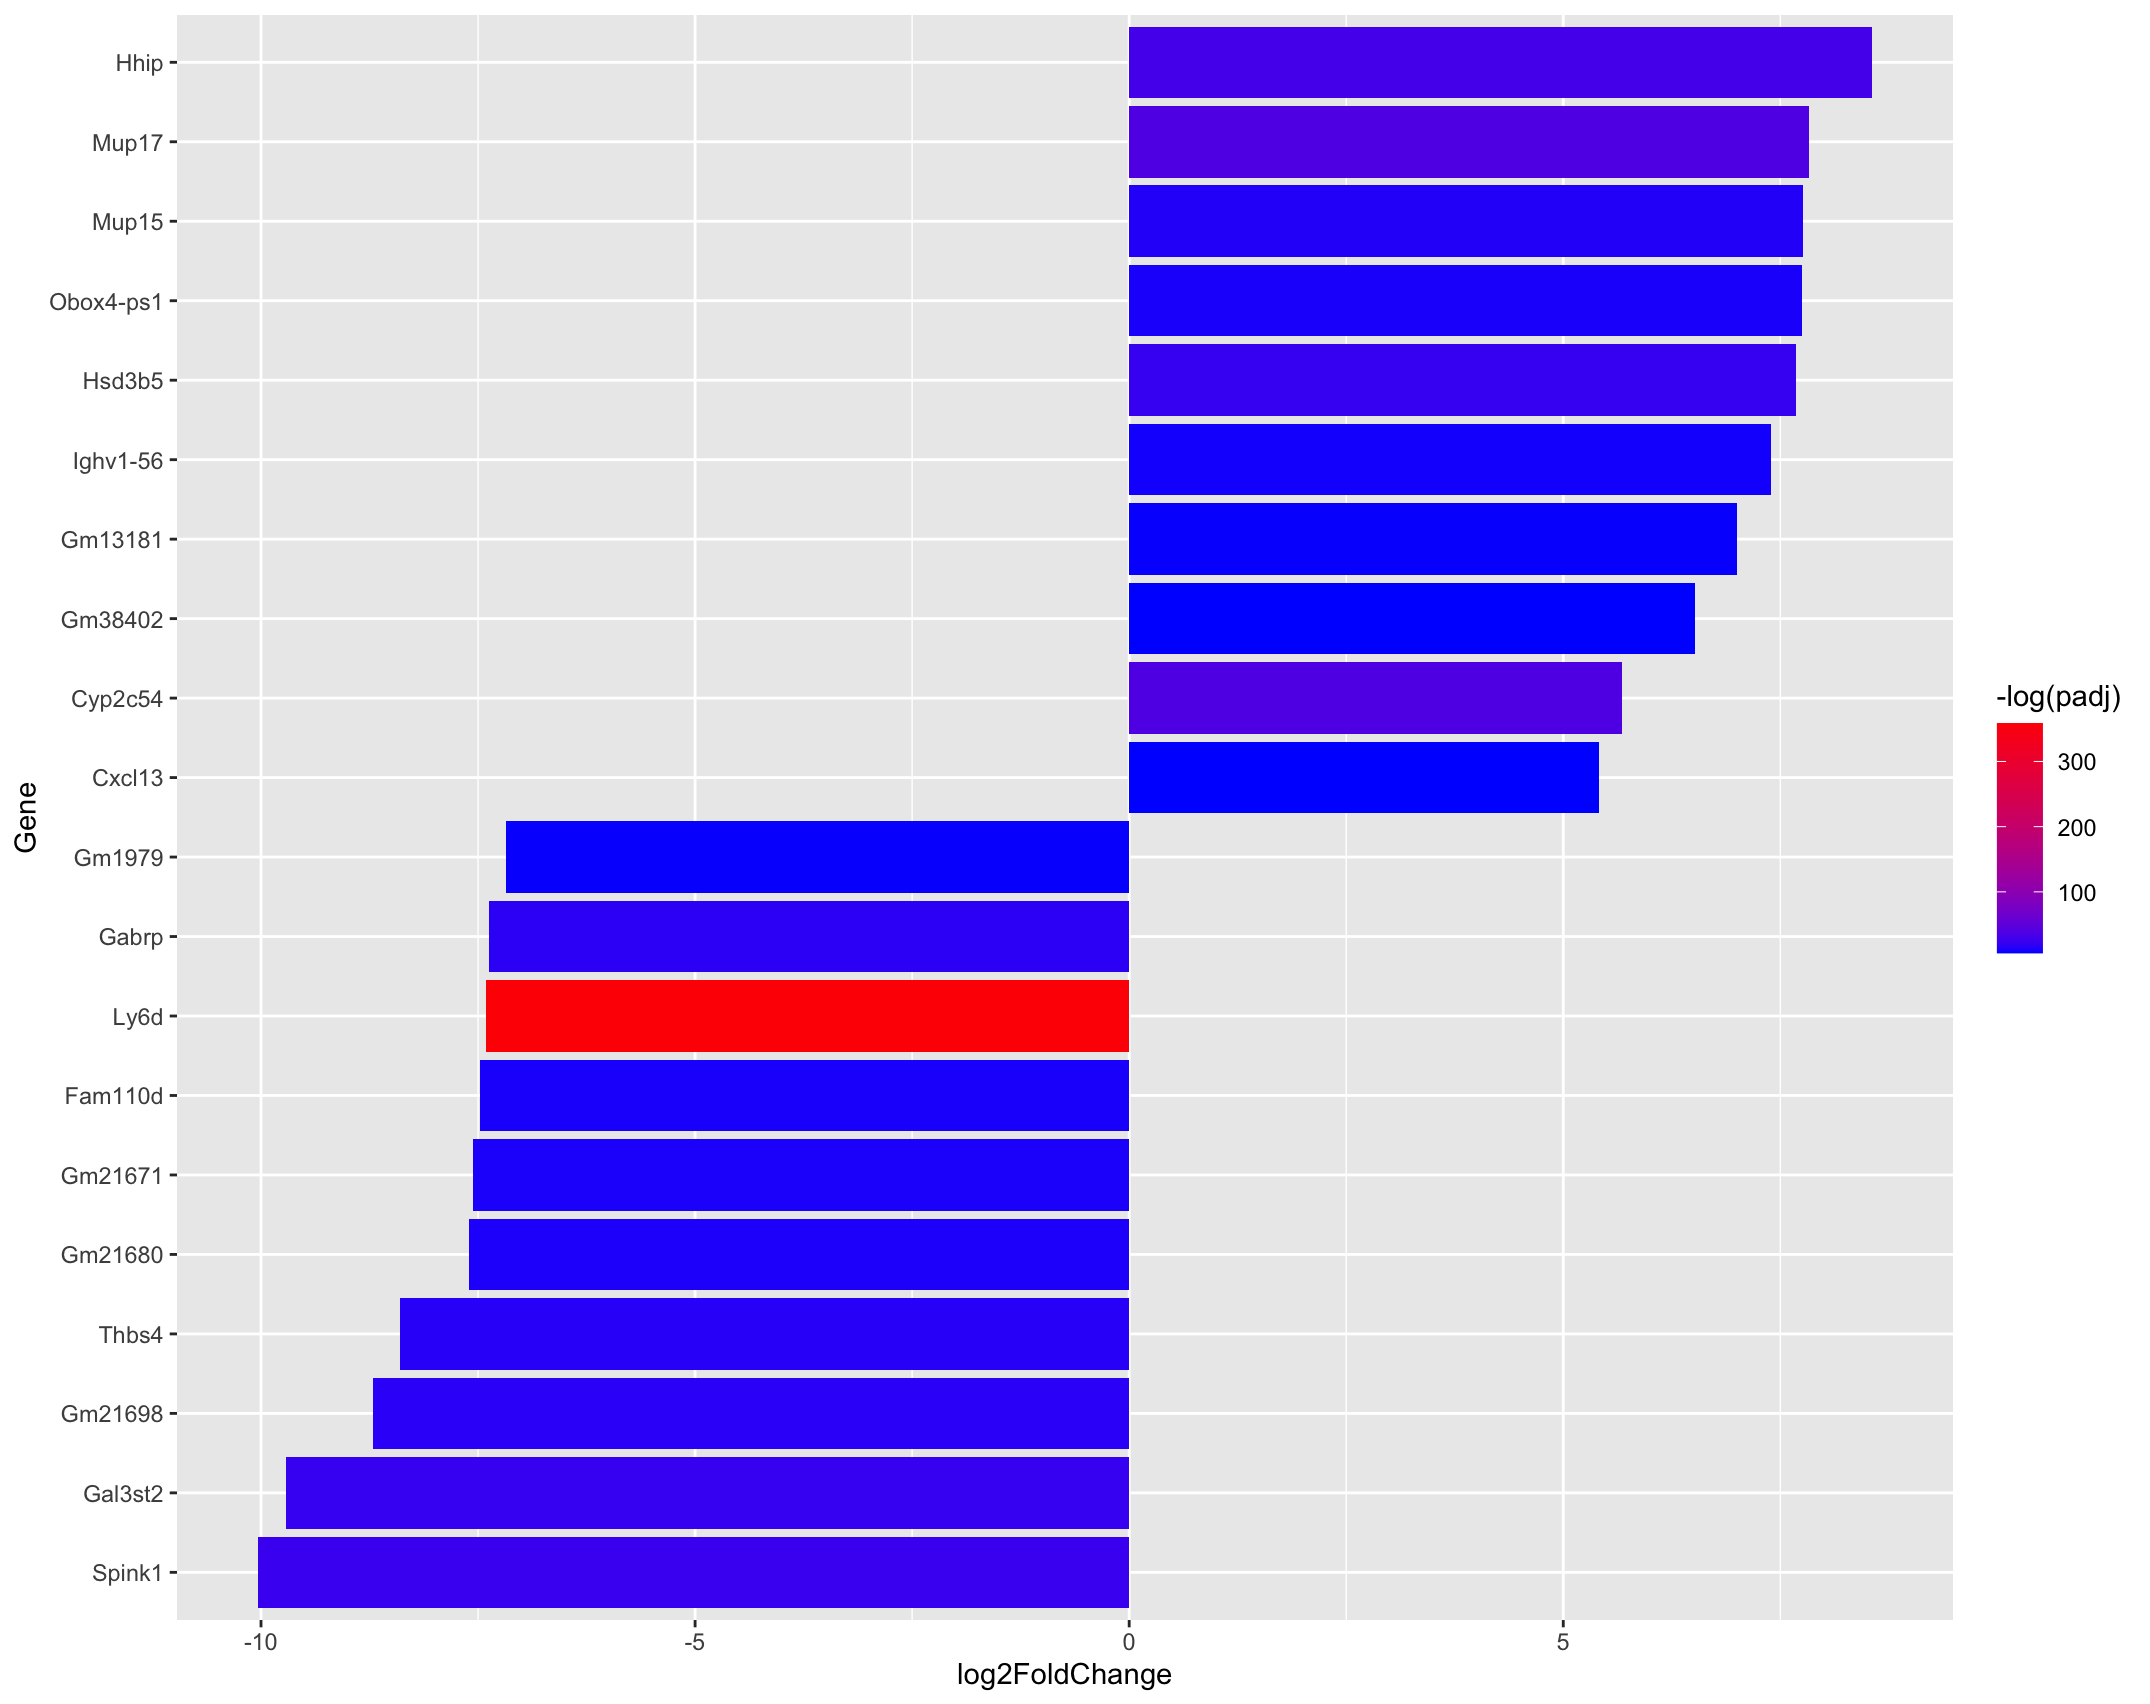 Hhip
Mup17
Mup15
Obox4-ps1
Hsd3b5
Ighv1-56
Gm13181
Gm38402
Cyp2c54
Cxcl13
Gm1979
Gabrp
Ly6d
Fam110d
Gm21671
Gm21680
Thbs4
Gm21698
Gal3st2
Spink1
Gene
-10 -5 0 5
log2FoldChange
-log(padj)
300
200
100